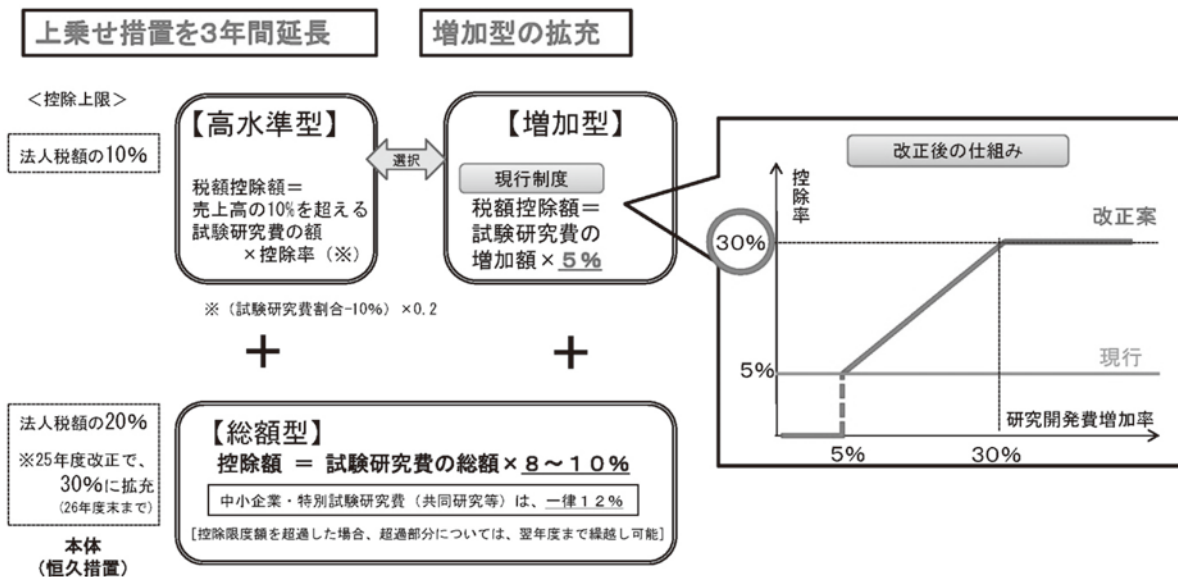 上乗せ措置を3年間延長
増加型の拡充
<控除上限>
法人税額の10%
【高水準型】
税額控除額=
売上高の10%を超える
試験研究費の額
×控除率(※)
選択
【増加型】
現行制度
税額控除額=
試験研究費の
増加額×5%
※(試験研究費割合-10%)×0.2
+
+
法人税額の20%
※25年度改正で、
30%に拡充
(26年度末まで)
本体
(恒久措置)
【総額型】
控除額 = 試験研究費の総額×8~10%
中小企業・特別試験研究費(共同研究等)は、一律12%
[控除限度額を超過した場合、超過部分については、翌年度まで繰越し可能]
改正後の仕組み
控除率
改正案
30%
現行
5%
研究開発費増加率
5%
30%